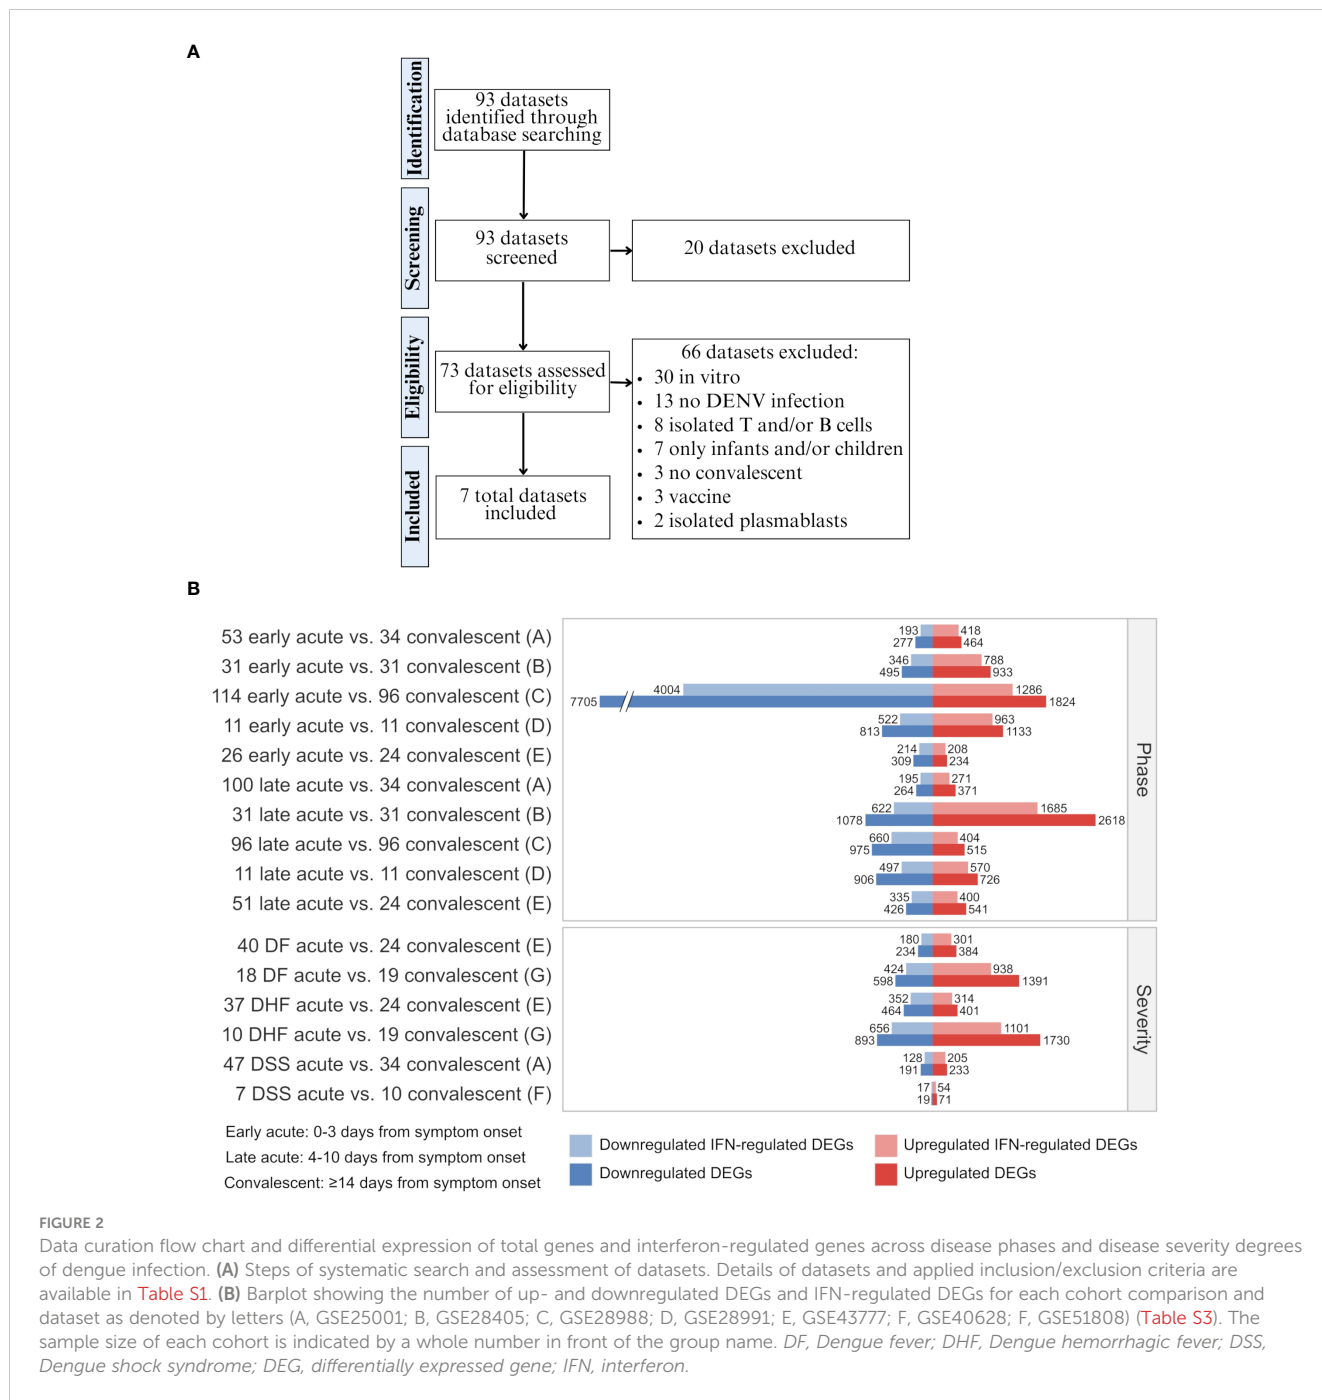 A
Identification
93 datasets
identified through
database searching
Screening
93 datasets
screened
20 datasets excluded
Eligibility
73 datasets assessed
for eligibility
66 datasets excluded:
• 30 in vitro
• 13 no DENV infection
• 8 isolated T and/or B cells
• 7 only infants and/or children
• 3 no convalescent
• 3 vaccine
• 2 isolated plasmablasts
Included
7 total datasets
included
B
53 early acute vs. 34 convalescent (A)
193 418
277 464
31 early acute vs. 31 convalescent (B)
346 788
495 933
114 early acute vs. 96 convalescent (C)
4004 1286
7705 1824
11 early acute vs. 11 convalescent (D)
522 963
813 1133
26 early acute vs. 24 convalescent (E)
214 208
309 234
100 late acute vs. 34 convalescent (A)
195 271
264 371
31 late acute vs. 31 convalescent (B)
622 1685
1078 2618
96 late acute vs. 96 convalescent (C)
660 404
975 515
11 late acute vs. 11 convalescent (D)
497 570
906 726
51 late acute vs. 24 convalescent (E)
335 400
426 541
Phase
40 DF acute vs. 24 convalescent (E)
180 301
234 384
18 DF acute vs. 19 convalescent (G)
424 938
598 1391
37 DHF acute vs. 24 convalescent (E)
352 314
464 401
10 DHF acute vs. 19 convalescent (G)
656 1101
893 1730
47 DSS acute vs. 34 convalescent (A)
128 205
191 233
7 DSS acute vs. 10 convalescent (F)
17 54
19 71
Severity
Early acute: 0-3 days from symptom onset
Late acute: 4-10 days from symptom onset
Convalescent: ≥14 days from symptom onset
Downregulated IFN-regulated DEGs
Downregulated DEGs
Upregulated IFN-regulated DEGs
Upregulated DEGs
FIGURE 2
Data curation flow chart and differential expression of total genes and interferon-regulated genes across disease phases and disease severity degrees
of dengue infection. (A) Steps of systematic search and assessment of datasets. Details of datasets and applied inclusion/exclusion criteria are
available in Table S1. (B) Barplot showing the number of up- and downregulated DEGs and IFN-regulated DEGs for each cohort comparison and
dataset as denoted by letters (A, GSE25001; B, GSE28405; C, GSE28988; D, GSE28991; E, GSE43777; F, GSE40628; F, GSE51808) (Table S3). The
sample size of each cohort is indicated by a whole number in front of the group name. DF, Dengue fever; DHF, Dengue hemorrhagic fever; DSS,
Dengue shock syndrome; DEG, differentially expressed gene; IFN, interferon.